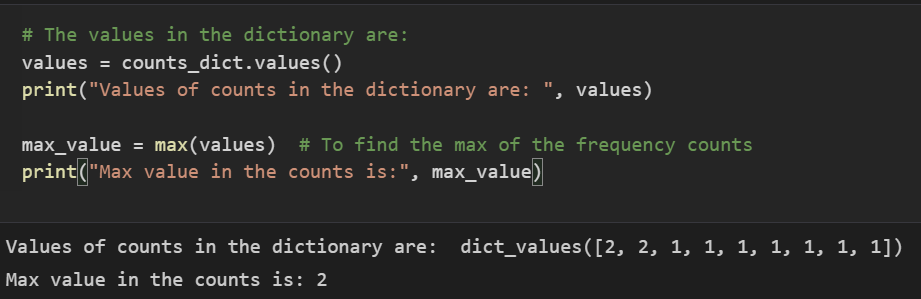 # The values in the dictionary are:
values = counts_dict.values()
print("Values of counts in the dictionary are: ", values)
max_value = max(values)  # To find the max of the frequency counts
print("Max value in the counts is:", max_value)
Values of counts in the dictionary are:  dict_values([2, 2, 1, 1, 1, 1, 1, 1, 1])
Max value in the counts is: 2